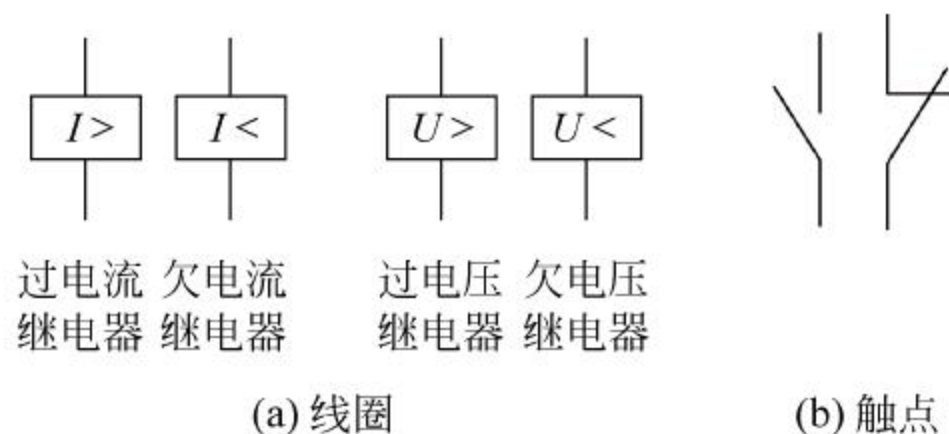 I > I < U > U <
过电流 欠电流 过电压 欠电压
继电器 继电器 继电器 继电器
(a) 线圈 (b) 触点